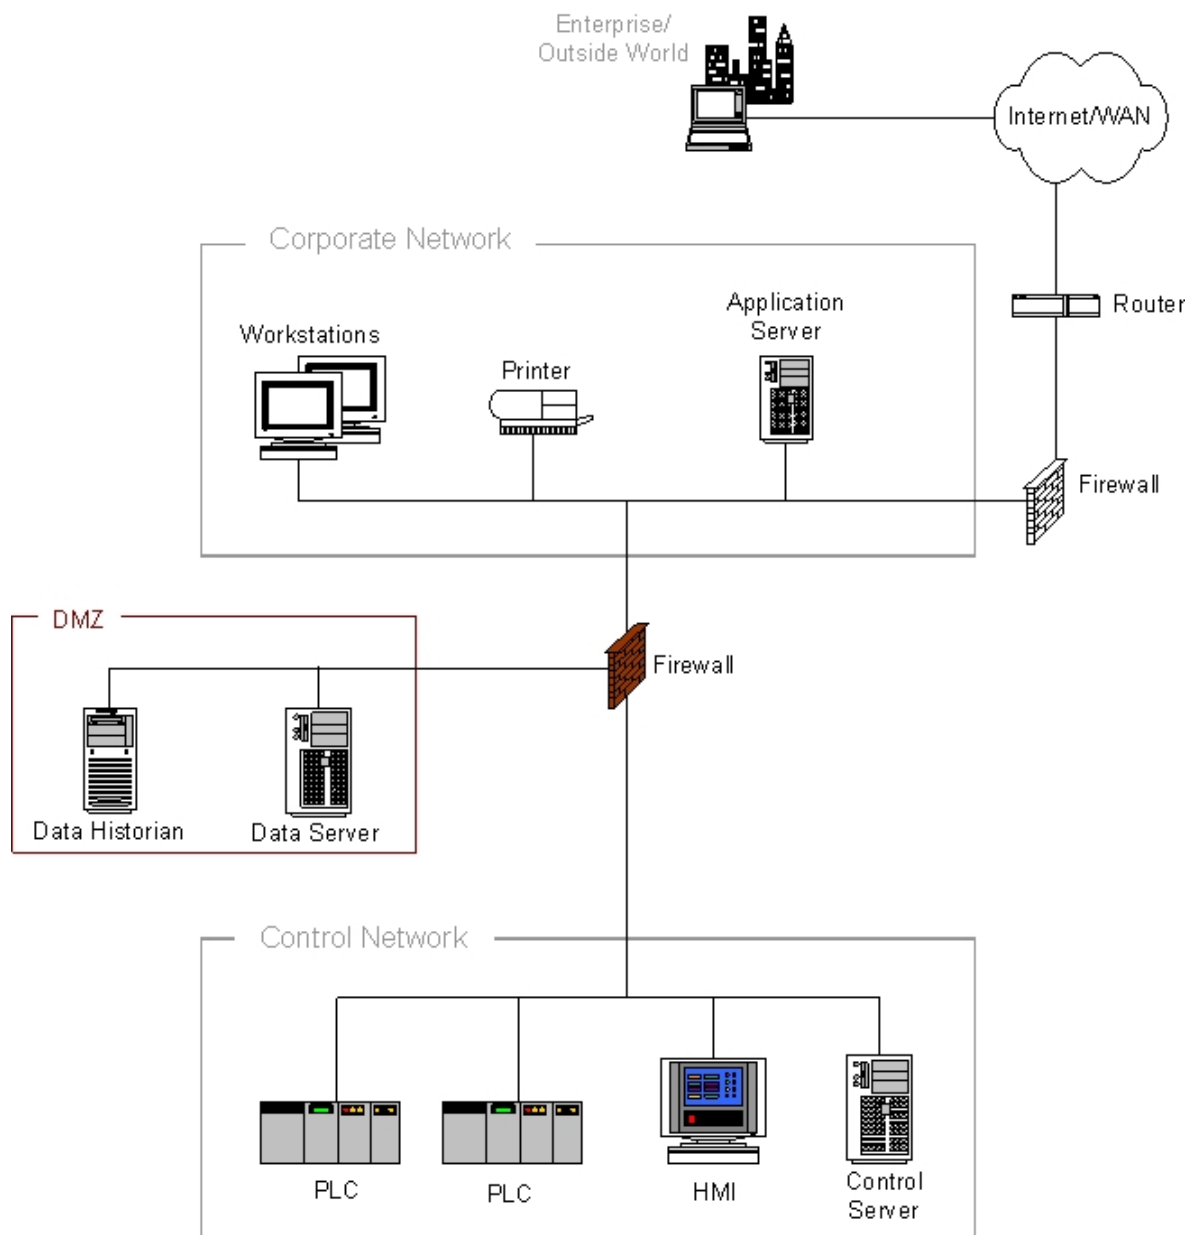 Enterprise/
Outside World
Internet/WAN
Corporate Network
Router
Application
Server
Workstations
Printer
Firewall
DMZ
Firewall
Data Historian
Data Server
Control Network
PLC
PLC
HMI
Control
Server